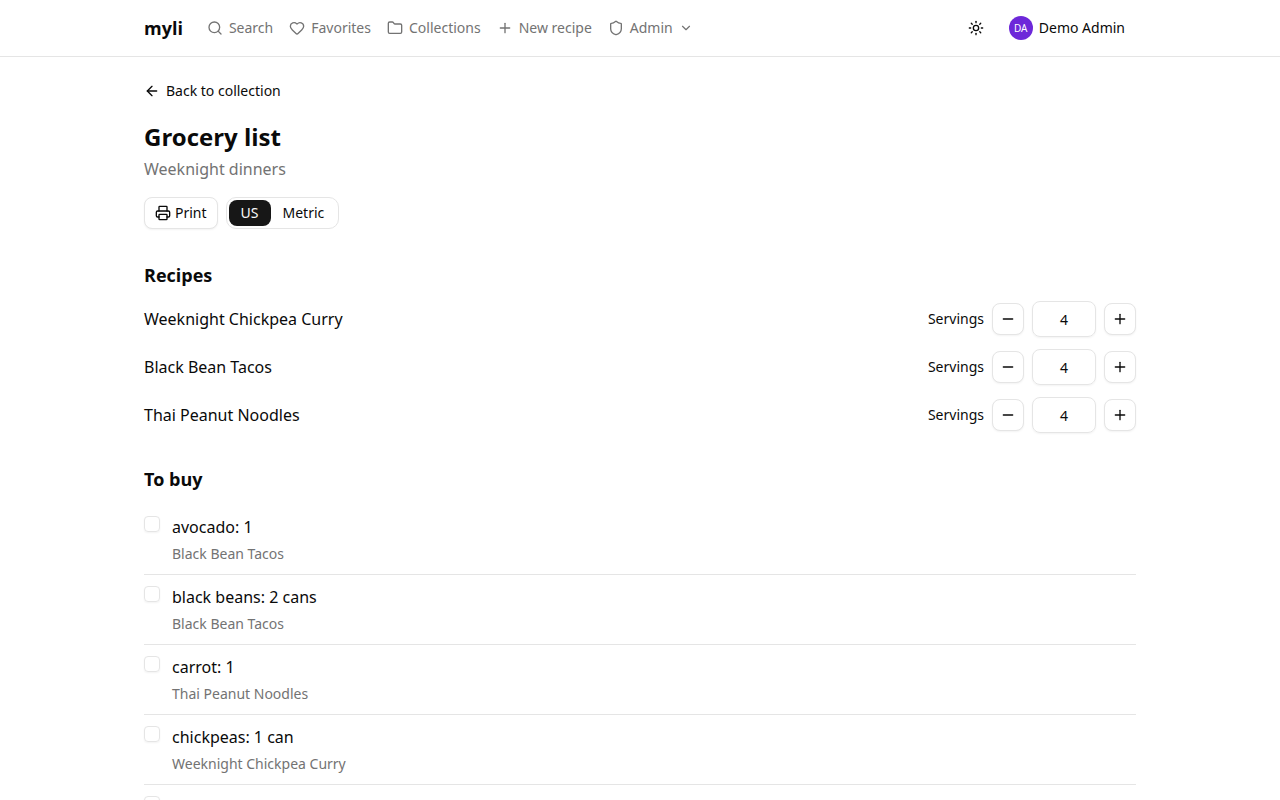 myli Search Favorites Collections New recipe Admin DA Demo Admin
Back to collection
Grocery list
Weeknight dinners
Print US Metric
Recipes
Weeknight Chickpea Curry Servings 4
Black Bean Tacos Servings 4
Thai Peanut Noodles Servings 4
To buy
avocado: 1
Black Bean Tacos
black beans: 2 cans
Black Bean Tacos
carrot: 1
Thai Peanut Noodles
chickpeas: 1 can
Weeknight Chickpea Curry